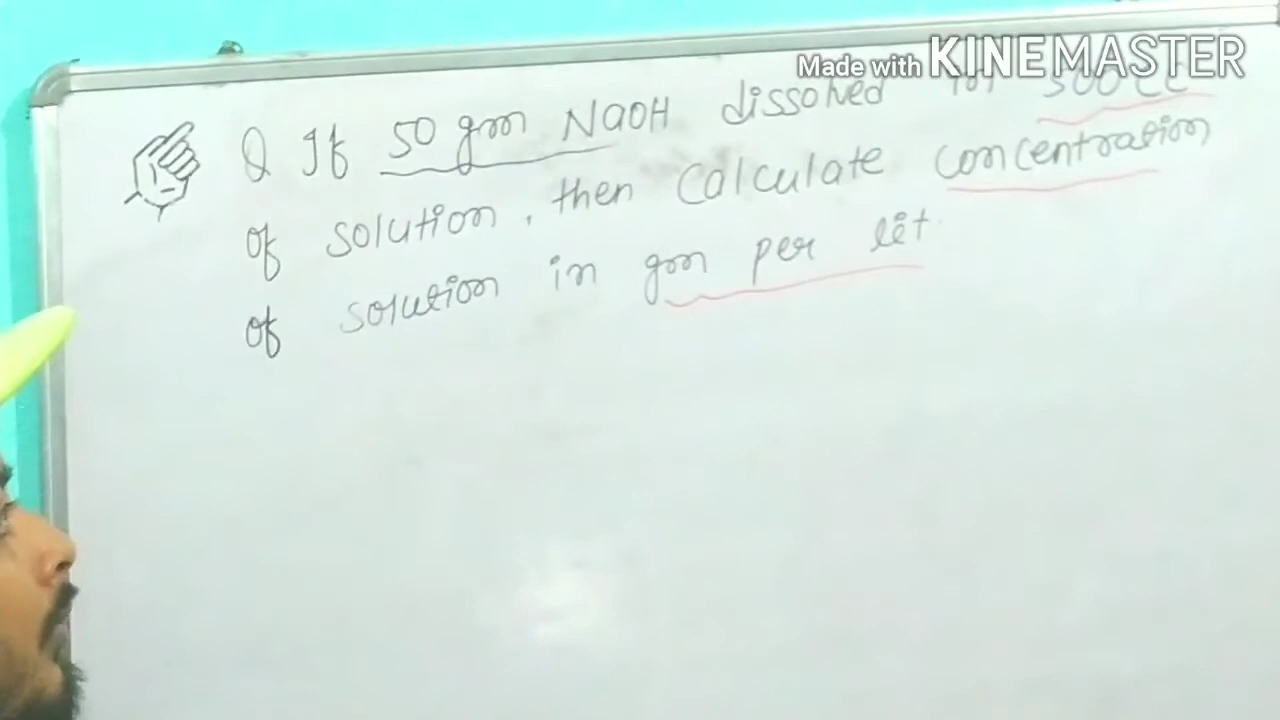 Made with KINEMASTER
Q If 50 gm NaOH dissolved in 500 cc
of solution, then Calculate concentration
of solution in gm per lit.